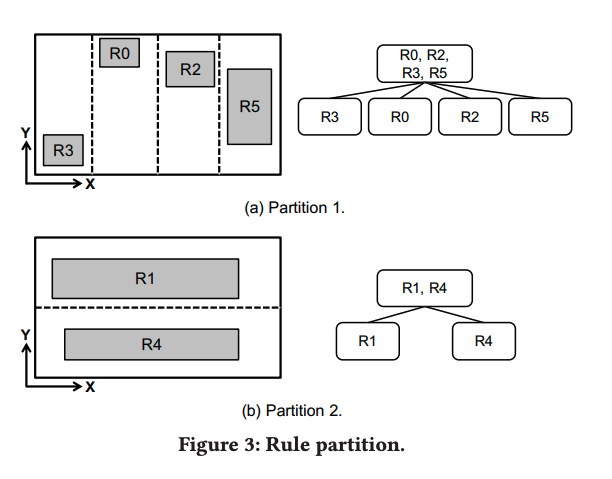 R0
R2
R5
R3
Y
X
R0, R2,
R3, R5
R3 R0 R2 R5
(a) Partition 1.
R1
R4
Y
X
R1, R4
R1 R4
(b) Partition 2.
Figure 3: Rule partition.